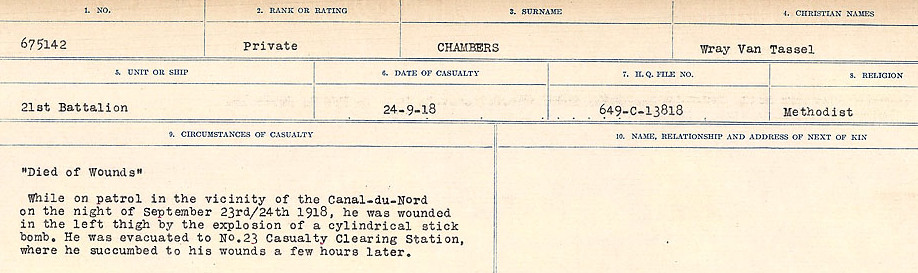 1. NO. 2. RANK OR RATING 3. SURNAME 4. CHRISTIAN NAMES
675142 Private CHAMBERS Wray Van Tassel
5. UNIT OR SHIP 6. DATE OF CASUALTY 7. H.Q. FILE NO. 8. RELIGION
21st Battalion 24-9-18 649-C-13818 Methodist
9. CIRCUMSTANCES OF CASUALTY 10. NAME, RELATIONSHIP AND ADDRESS OF NEXT OF KIN
"Died of Wounds"
While on patrol in the vicinity of the Canal-du-Nord
on the night of September 23rd/24th 1918, he was wounded
in the left thigh by the explosion of a cylindrical stick
bomb. He was evacuated to No.23 Casualty Clearing Station,
where he succumbed to his wounds a few hours later.